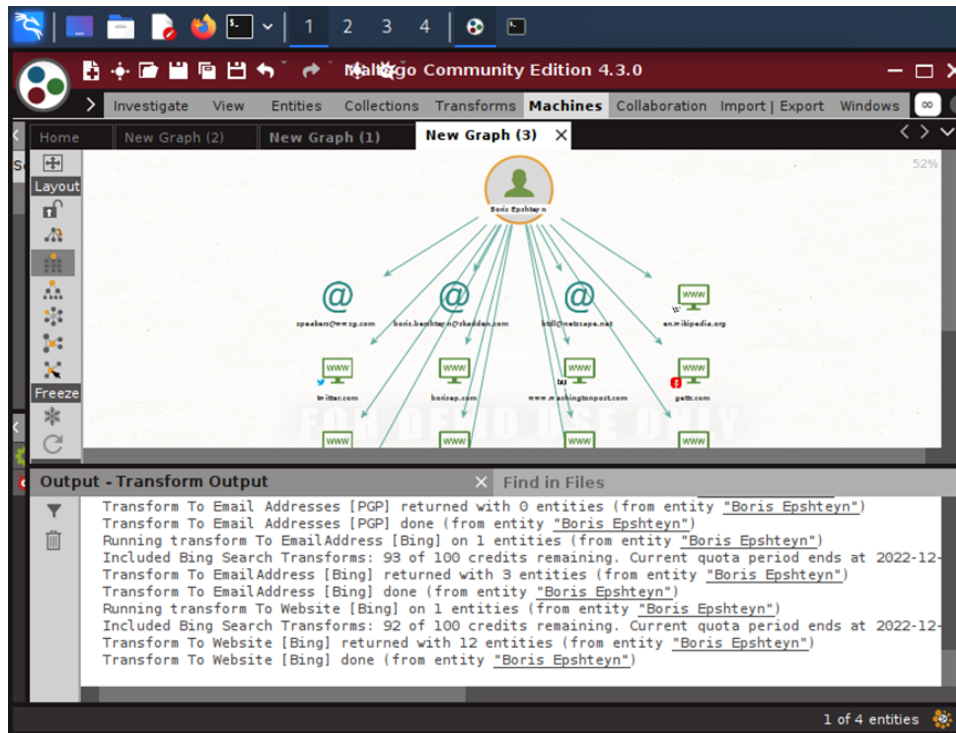 1 2 3 4
Maltego Community Edition 4.3.0
Investigate View Entities Collections Transforms Machines Collaboration Import | Export Windows
Home New Graph (2) New Graph (1) New Graph (3)
52%
Layout
Freeze
Boris Epshteyn
speakers@wwsg.com
btill@netscape.net
en.wikipedia.org
twitter.com
borisep.com
www.washingtonpost.com
gettr.com
FOR DEMO USE ONLY
Output - Transform Output
Find in Files
Transform To Email Addresses [PGP] returned with 0 entities (from entity "Boris Epshteyn")
Transform To Email Addresses [PGP] done (from entity "Boris Epshteyn")
Running transform To EmailAddress [Bing] on 1 entities (from entity "Boris Epshteyn")
Included Bing Search Transforms: 93 of 100 credits remaining. Current quota period ends at 2022-12-
Transform To EmailAddress [Bing] returned with 3 entities (from entity "Boris Epshteyn")
Transform To EmailAddress [Bing] done (from entity "Boris Epshteyn")
Running transform To Website [Bing] on 1 entities (from entity "Boris Epshteyn")
Included Bing Search Transforms: 92 of 100 credits remaining. Current quota period ends at 2022-12-
Transform To Website [Bing] returned with 12 entities (from entity "Boris Epshteyn")
Transform To Website [Bing] done (from entity "Boris Epshteyn")
1 of 4 entities